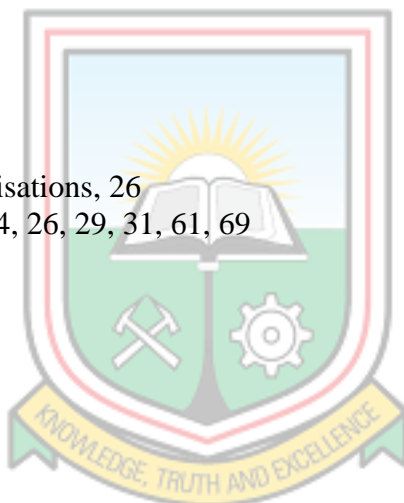 isations, 26
4, 26, 29, 31, 61, 69
KNOWLEDGE, TRUTH AND EXCELLENCE